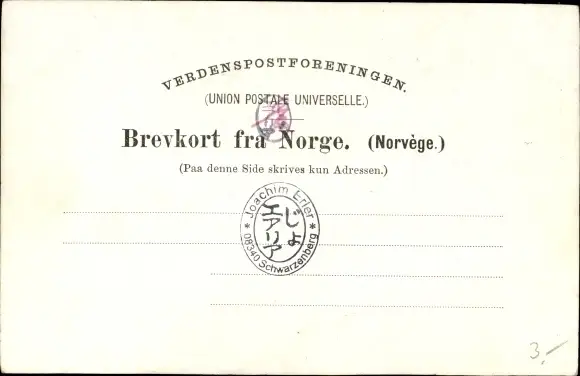 VERDENSPOSTFORENINGEN.
(UNION POSTALE UNIVERSELLE.)
Brevkort fra Norge. (Norvège.)
(Paa denne Side skrives kun Adressen.)
* Joachim Erler *
じょ
エアリア
08340 Schwarzenberg
3.-